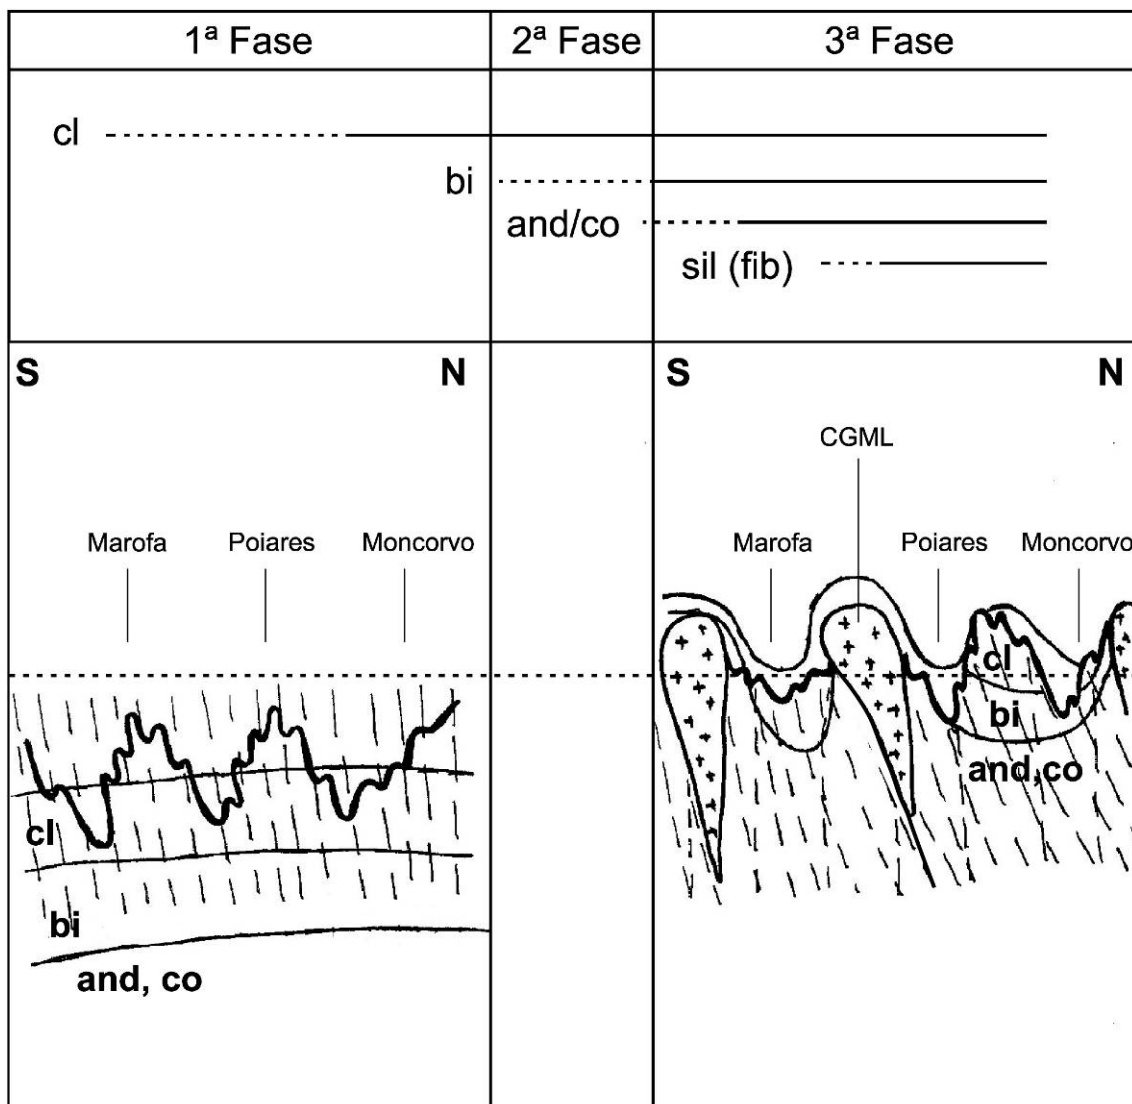 1ª Fase 2ª Fase 3ª Fase
cl
bi
and/co
sil (fib)
S N S N
CGML
Marofa Poiares Moncorvo Marofa Poiares Moncorvo
cl cl
bi bi
and, co and,co